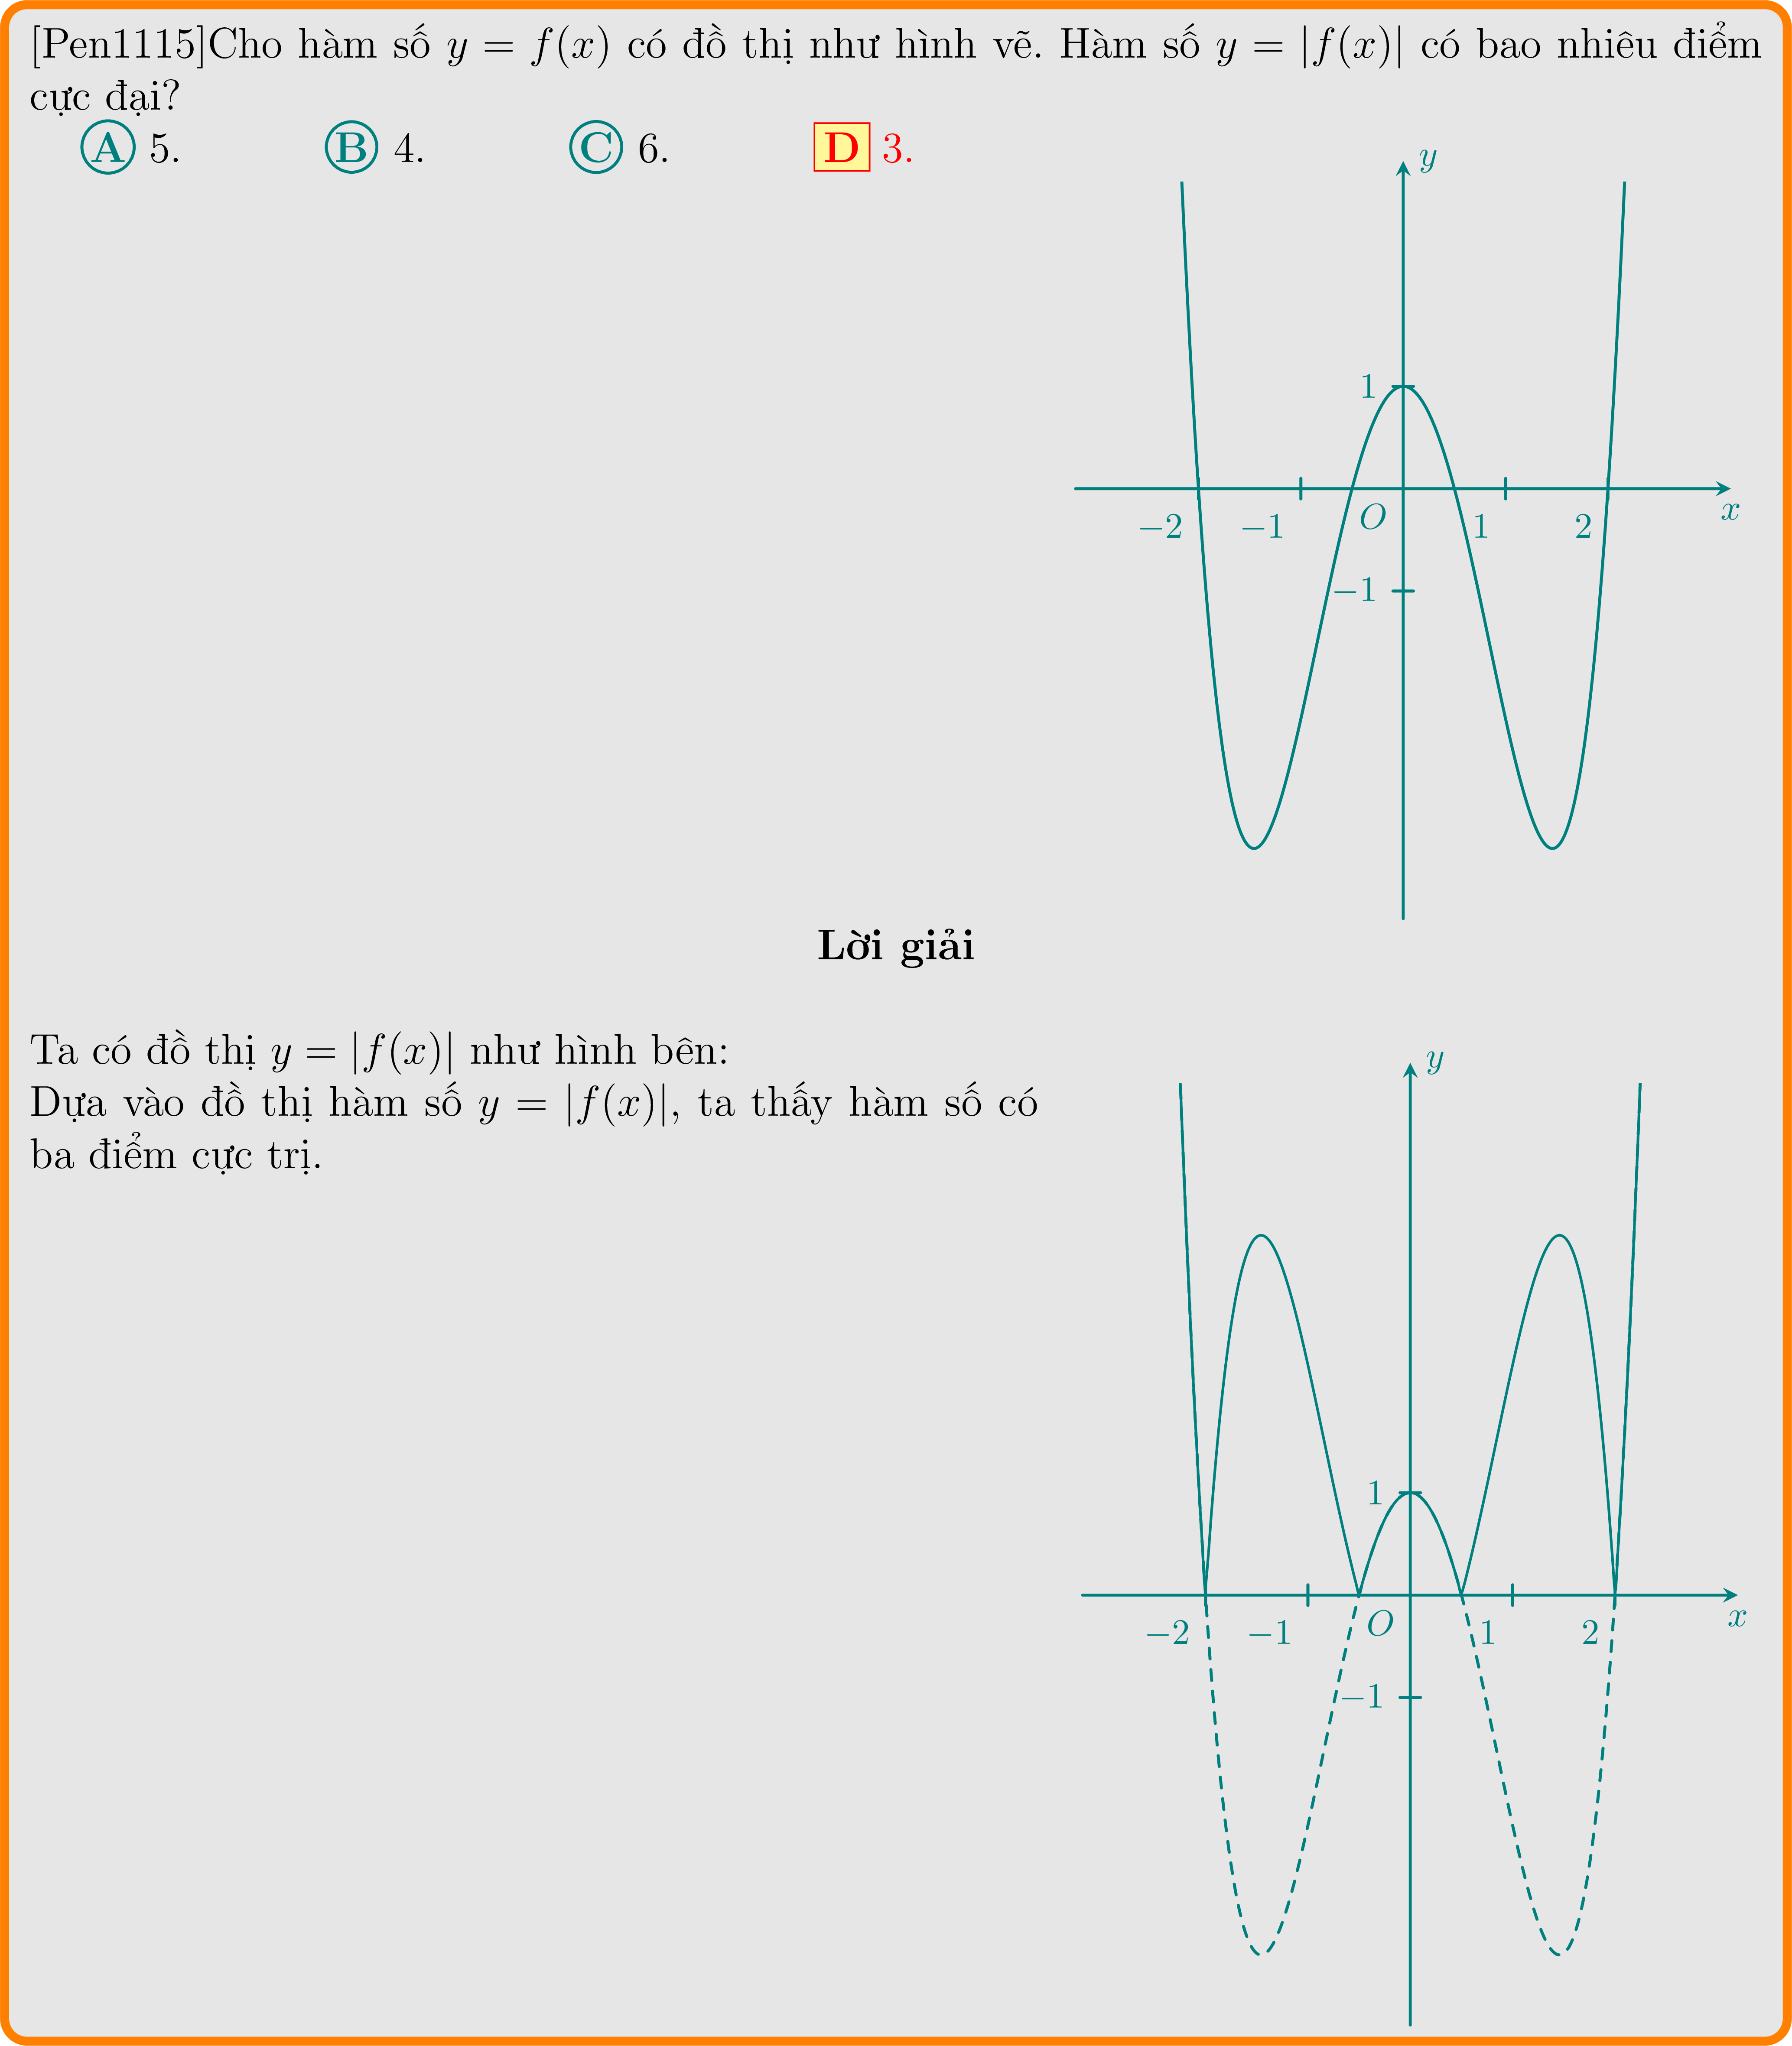 [Pen1115]Cho hàm số y = f(x) có đồ thị như hình vẽ. Hàm số y = |f(x)| có bao nhiêu điểm
cực đại?
A 5. B 4. C 6. D 3.
y
1
−2 −1 O 1 2 x
−1
Lời giải
Ta có đồ thị y = |f(x)| như hình bên:
Dựa vào đồ thị hàm số y = |f(x)|, ta thấy hàm số có
ba điểm cực trị.
y
1
−2 −1 O 1 2 x
−1